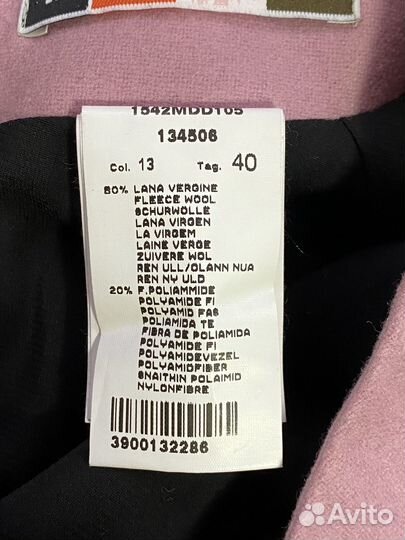 1542MDD105
134506
Col. 13 Tag. 40
80% LANA VERGINE
FLEECE WOOL
SCHURWOLLE
LANA VIRGEN
LA VIRGEM
LAINE VERGE
ZUIVERE WOL
REN ULL/OLANN NUA
REN NY ULD
20% F.POLIAMMIDE
POLYAMIDE FI
POLYAMID FAS
POLIAMIDA TE
FIBRA DE POLIAMIDA
POLYAMIDE FI
POLYAMIDEVEZEL
POLYAMIDFIBER
SNAITHIN POLAIMID
NYLONFIBRE
3900132286
Avito